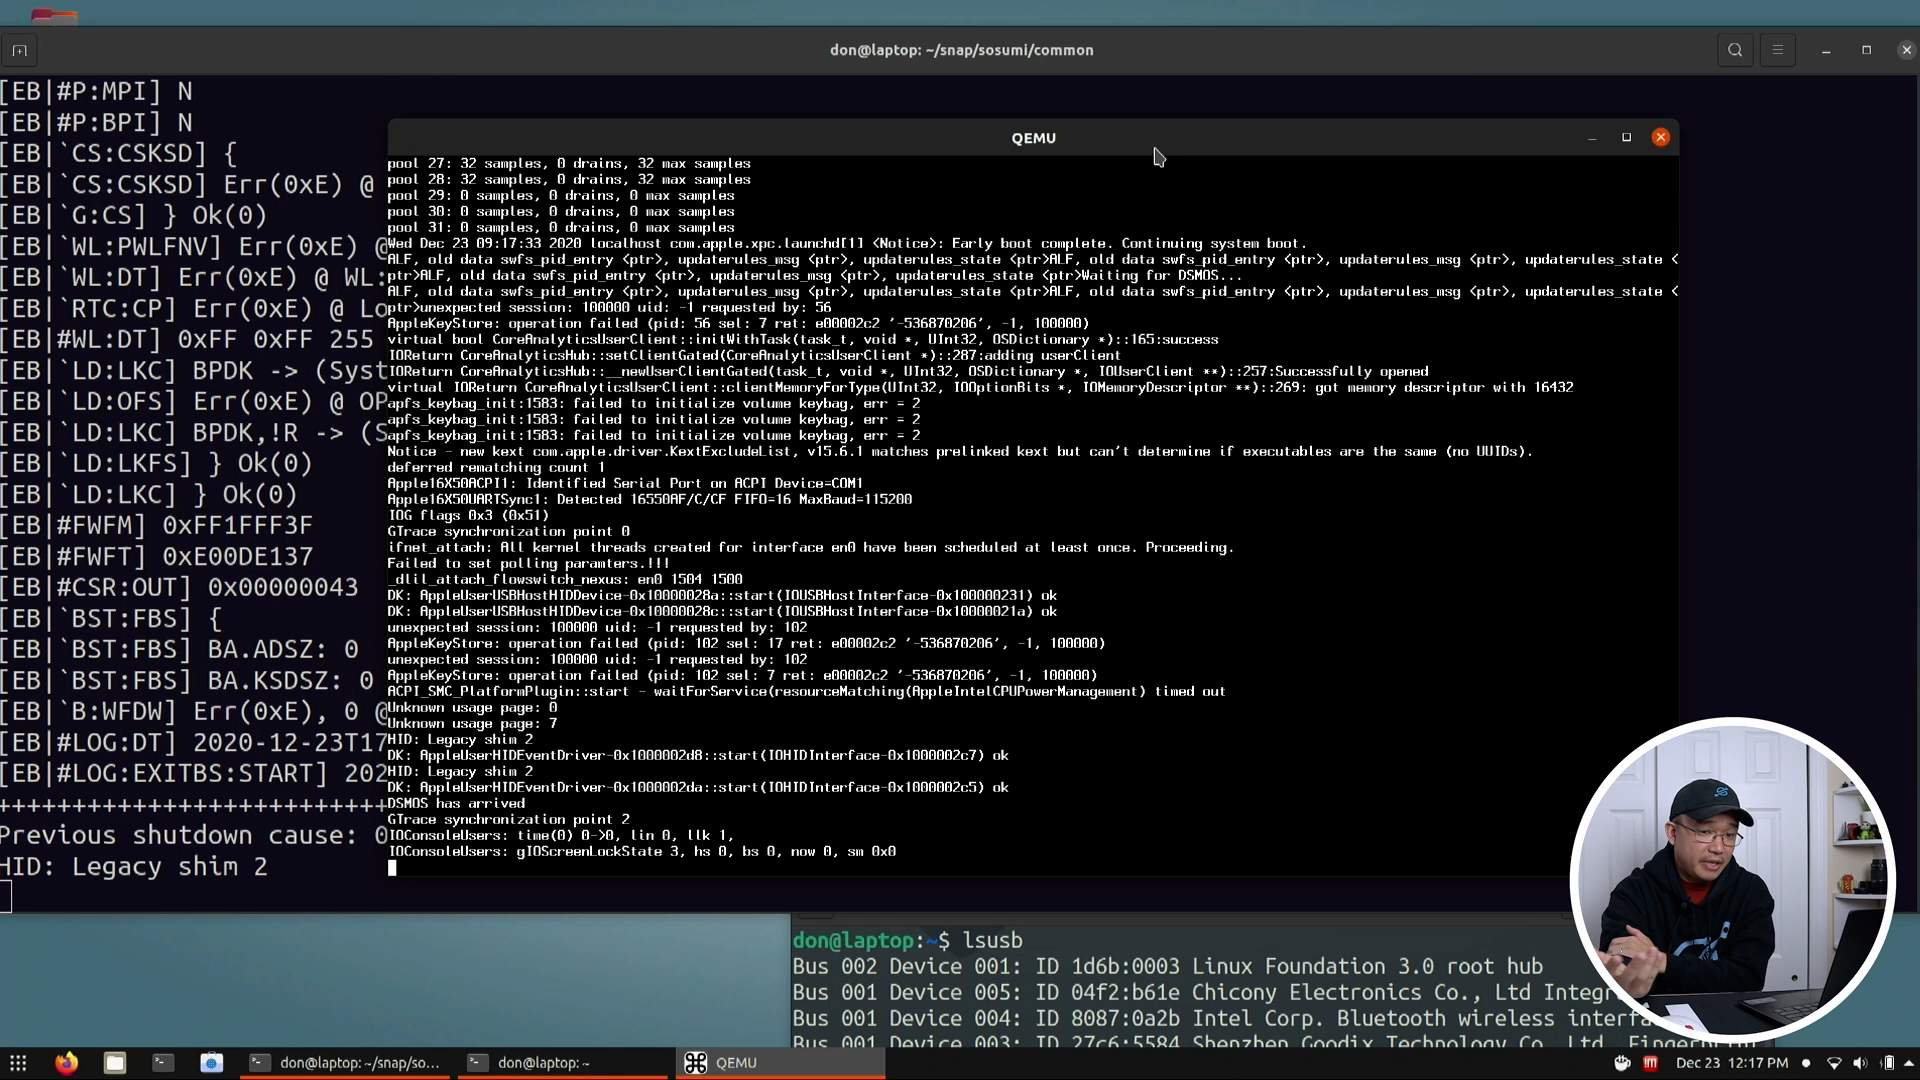 don@laptop: ~/snap/sosumi/common
[EB|#P:MPI] N
[EB|#P:BPI] N
[EB|`CS:CSKSD] {
[EB|`CS:CSKSD] Err(0xE) @
[EB|`G:CS] } Ok(0)
[EB|`WL:PWLFNV] Err(0xE) @
[EB|`WL:DT] Err(0xE) @ WL:
[EB|`RTC:CP] Err(0xE) @ Lo
[EB|#WL:DT] 0xFF 0xFF 255
[EB|`LD:LKC] BPDK -> (Syst
[EB|`LD:OFS] Err(0xE) @ OP
[EB|`LD:LKC] BPDK,!R -> (S
[EB|`LD:LKFS] } Ok(0)
[EB|`LD:LKC] } Ok(0)
[EB|#FWFM] 0xFF1FFF3F
[EB|#FWFT] 0xE00DE137
[EB|#CSR:OUT] 0x00000043
[EB|`BST:FBS] {
[EB|`BST:FBS] BA.ADSZ: 0
[EB|`BST:FBS] BA.KSDSZ: 0
[EB|`B:WFDW] Err(0xE), 0 @
[EB|#LOG:DT] 2020-12-23T17
[EB|#LOG:EXITBS:START] 202
++++++++++++++++++++++++++++++++
Previous shutdown cause: 0
HID: Legacy shim 2
QEMU
pool 27: 32 samples, 0 drains, 32 max samples
pool 28: 32 samples, 0 drains, 32 max samples
pool 29: 0 samples, 0 drains, 0 max samples
pool 30: 0 samples, 0 drains, 0 max samples
pool 31: 0 samples, 0 drains, 0 max samples
Wed Dec 23 09:17:33 2020 localhost com.apple.xpc.launchd[1] <Notice>: Early boot complete. Continuing system boot.
ALF, old data swfs_pid_entry <ptr>, updaterules_msg <ptr>, updaterules_state <ptr>ALF, old data swfs_pid_entry <ptr>, updaterules_msg <ptr>, updaterules_state <
ptr>ALF, old data swfs_pid_entry <ptr>, updaterules_msg <ptr>, updaterules_state <ptr>Waiting for DSMOS...
ALF, old data swfs_pid_entry <ptr>, updaterules_msg <ptr>, updaterules_state <ptr>ALF, old data swfs_pid_entry <ptr>, updaterules_msg <ptr>, updaterules_state <
ptr>unexpected session: 100000 uid: -1 requested by: 56
AppleKeyStore: operation failed (pid: 56 sel: 7 ret: e00002c2 '-536870206', -1, 100000)
virtual bool CoreAnalyticsUserClient::initWithTask(task_t, void *, UInt32, OSDictionary *)::165:success
IOReturn CoreAnalyticsHub::setClientGated(CoreAnalyticsUserClient *)::287:adding userClient
IOReturn CoreAnalyticsHub::__newUserClientGated(task_t, void *, UInt32, OSDictionary *, IOUserClient **)::257:Successfully opened
virtual IOReturn CoreAnalyticsUserClient::clientMemoryForType(UInt32, IOOptionBits *, IOMemoryDescriptor **)::269: got memory descriptor with 16432
apfs_keybag_init:1583: failed to initialize volume keybag, err = 2
apfs_keybag_init:1583: failed to initialize volume keybag, err = 2
apfs_keybag_init:1583: failed to initialize volume keybag, err = 2
Notice - new kext com.apple.driver.KextExcludeList, v15.6.1 matches prelinked kext but can't determine if executables are the same (no UUIDs).
deferred rematching count 1
Apple16X50ACPI1: Identified Serial Port on ACPI Device=COM1
Apple16X50UARTSync1: Detected 16550AF/C/CF FIFO=16 MaxBaud=115200
IOG flags 0x3 (0x51)
GTrace synchronization point 0
ifnet_attach: All kernel threads created for interface en0 have been scheduled at least once. Proceeding.
Failed to set polling paramters.!!!
_dlil_attach_flowswitch_nexus: en0 1504 1500
DK: AppleUserUSBHostHIDDevice-0x10000028a::start(IOUSBHostInterface-0x100000231) ok
DK: AppleUserUSBHostHIDDevice-0x10000028c::start(IOUSBHostInterface-0x10000021a) ok
unexpected session: 100000 uid: -1 requested by: 102
AppleKeyStore: operation failed (pid: 102 sel: 17 ret: e00002c2 '-536870206', -1, 100000)
unexpected session: 100000 uid: -1 requested by: 102
AppleKeyStore: operation failed (pid: 102 sel: 7 ret: e00002c2 '-536870206', -1, 100000)
ACPI_SMC_PlatformPlugin::start - waitForService(resourceMatching(AppleIntelCPUPowerManagement) timed out
Unknown usage page: 0
Unknown usage page: 7
HID: Legacy shim 2
DK: AppleUserHIDEventDriver-0x1000002d8::start(IOHIDInterface-0x1000002c7) ok
HID: Legacy shim 2
DK: AppleUserHIDEventDriver-0x1000002da::start(IOHIDInterface-0x1000002c5) ok
DSMOS has arrived
GTrace synchronization point 2
IOConsoleUsers: time(0) 0->0, lin 0, llk 1,
IOConsoleUsers: gIOScreenLockState 3, hs 0, bs 0, now 0, sm 0x0
don@laptop:~$ lsusb
Bus 002 Device 001: ID 1d6b:0003 Linux Foundation 3.0 root hub
Bus 001 Device 005: ID 04f2:b61e Chicony Electronics Co., Ltd Integr
Bus 001 Device 004: ID 8087:0a2b Intel Corp. Bluetooth wireless interfa
Bus 001 Device 003: ID 27c6:5584 Shenzhen Goodix Technology Co., Ltd. Fingerprint
don@laptop: ~/snap/so...
don@laptop: ~
QEMU
Dec 23 12:17 PM